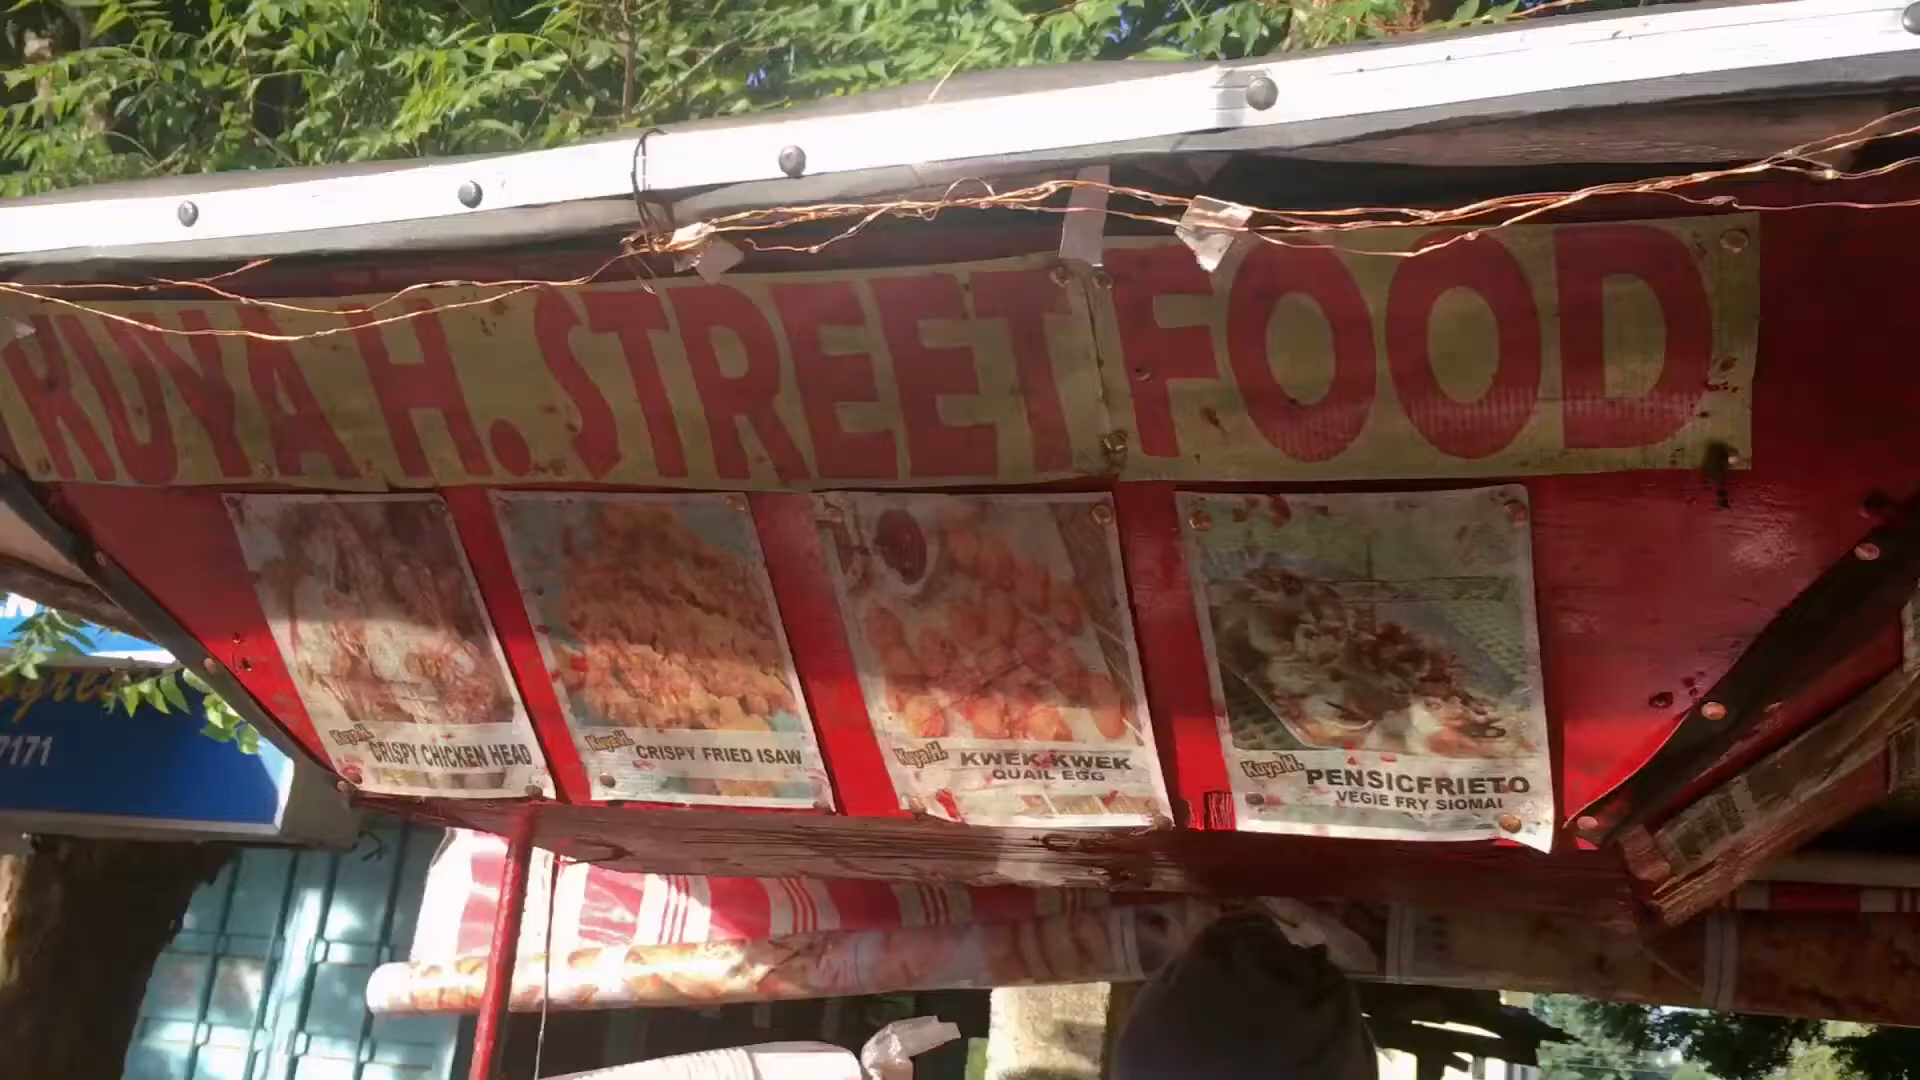 KUYA H. STREET FOOD
Kuya H.
CRISPY CHICKEN HEAD
Kuya H.
CRISPY FRIED ISAW
Kuya H.
KWEK-KWEK
QUAIL EGG
Kuya H.
PENSICFRIETO
VEGIE FRY SIOMAI
7171